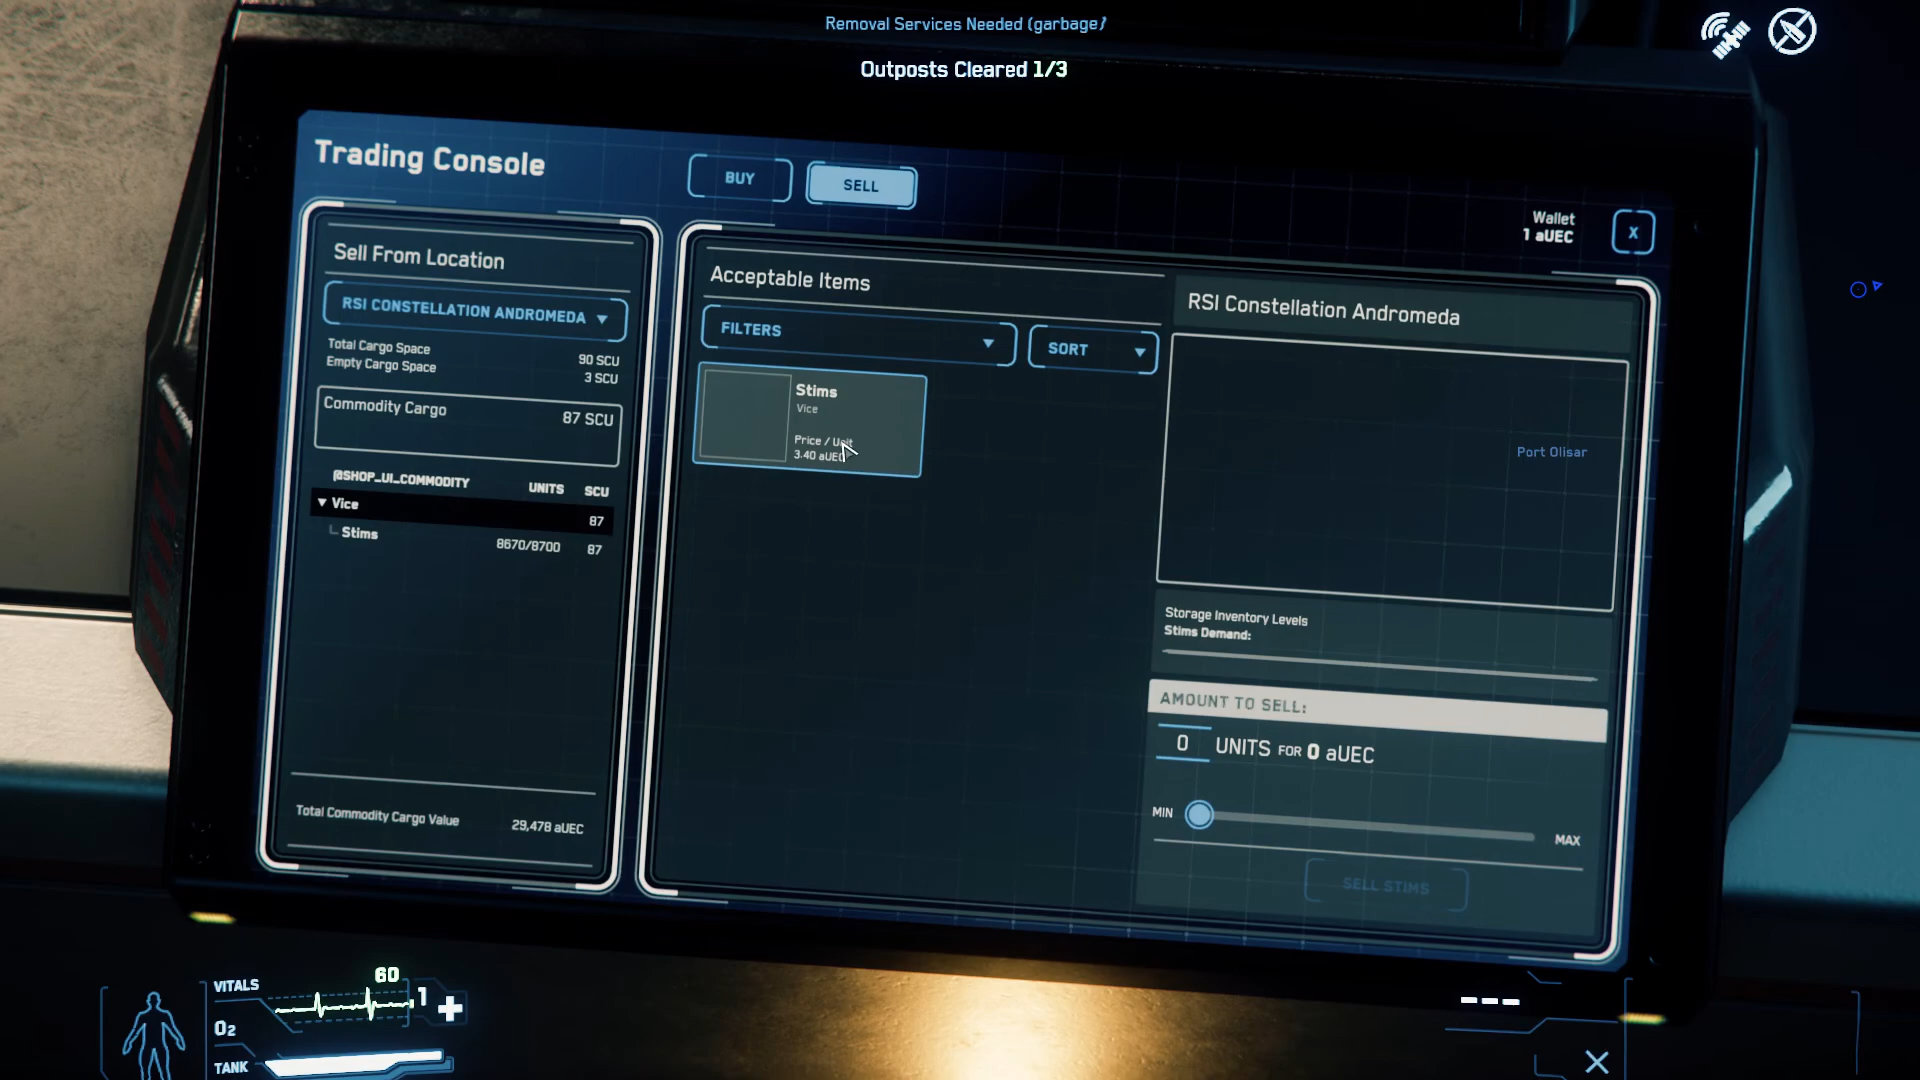 Removal Services Needed (garbage)
Outposts Cleared 1/3
Trading Console
BUY
SELL
Wallet
1 aUEC
X
Sell From Location
RSI CONSTELLATION ANDROMEDA
Total Cargo Space 90 SCU
Empty Cargo Space 3 SCU
Commodity Cargo 87 SCU
@SHOP_UI_COMMODITY UNITS SCU
Vice 87
Stims 8670/8700 87
Total Commodity Cargo Value 29,478 aUEC
Acceptable Items
FILTERS
SORT
Stims
Vice
Price / Unit
3.40 aUEC
RSI Constellation Andromeda
Port Olisar
Storage Inventory Levels
Stims Demand:
AMOUNT TO SELL:
0 UNITS FOR 0 aUEC
MIN
MAX
SELL STIMS
VITALS
60
1
O2
TANK